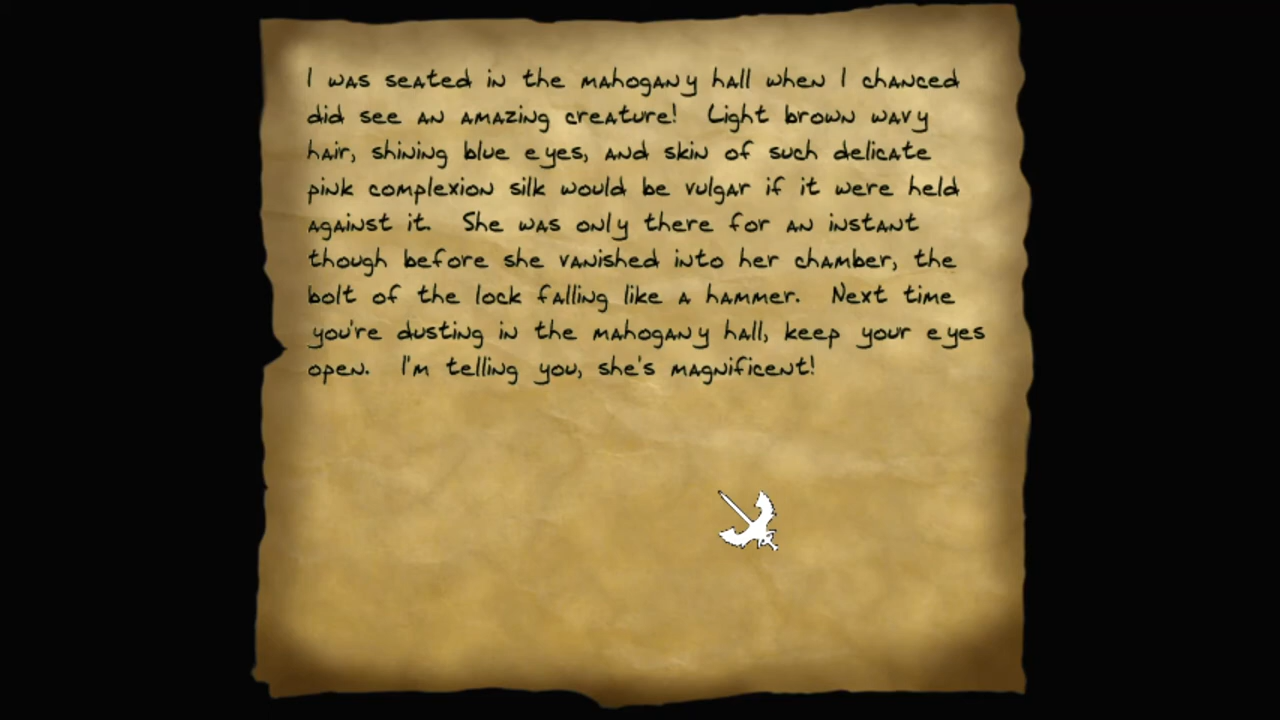 I was seated in the mahogany hall when I chanced
did see an amazing creature! Light brown wavy
hair, shining blue eyes, and skin of such delicate
pink complexion silk would be vulgar if it were held
against it. She was only there for an instant
though before she vanished into her chamber, the
bolt of the lock falling like a hammer. Next time
you're dusting in the mahogany hall, keep your eyes
open. I'm telling you, she's magnificent!